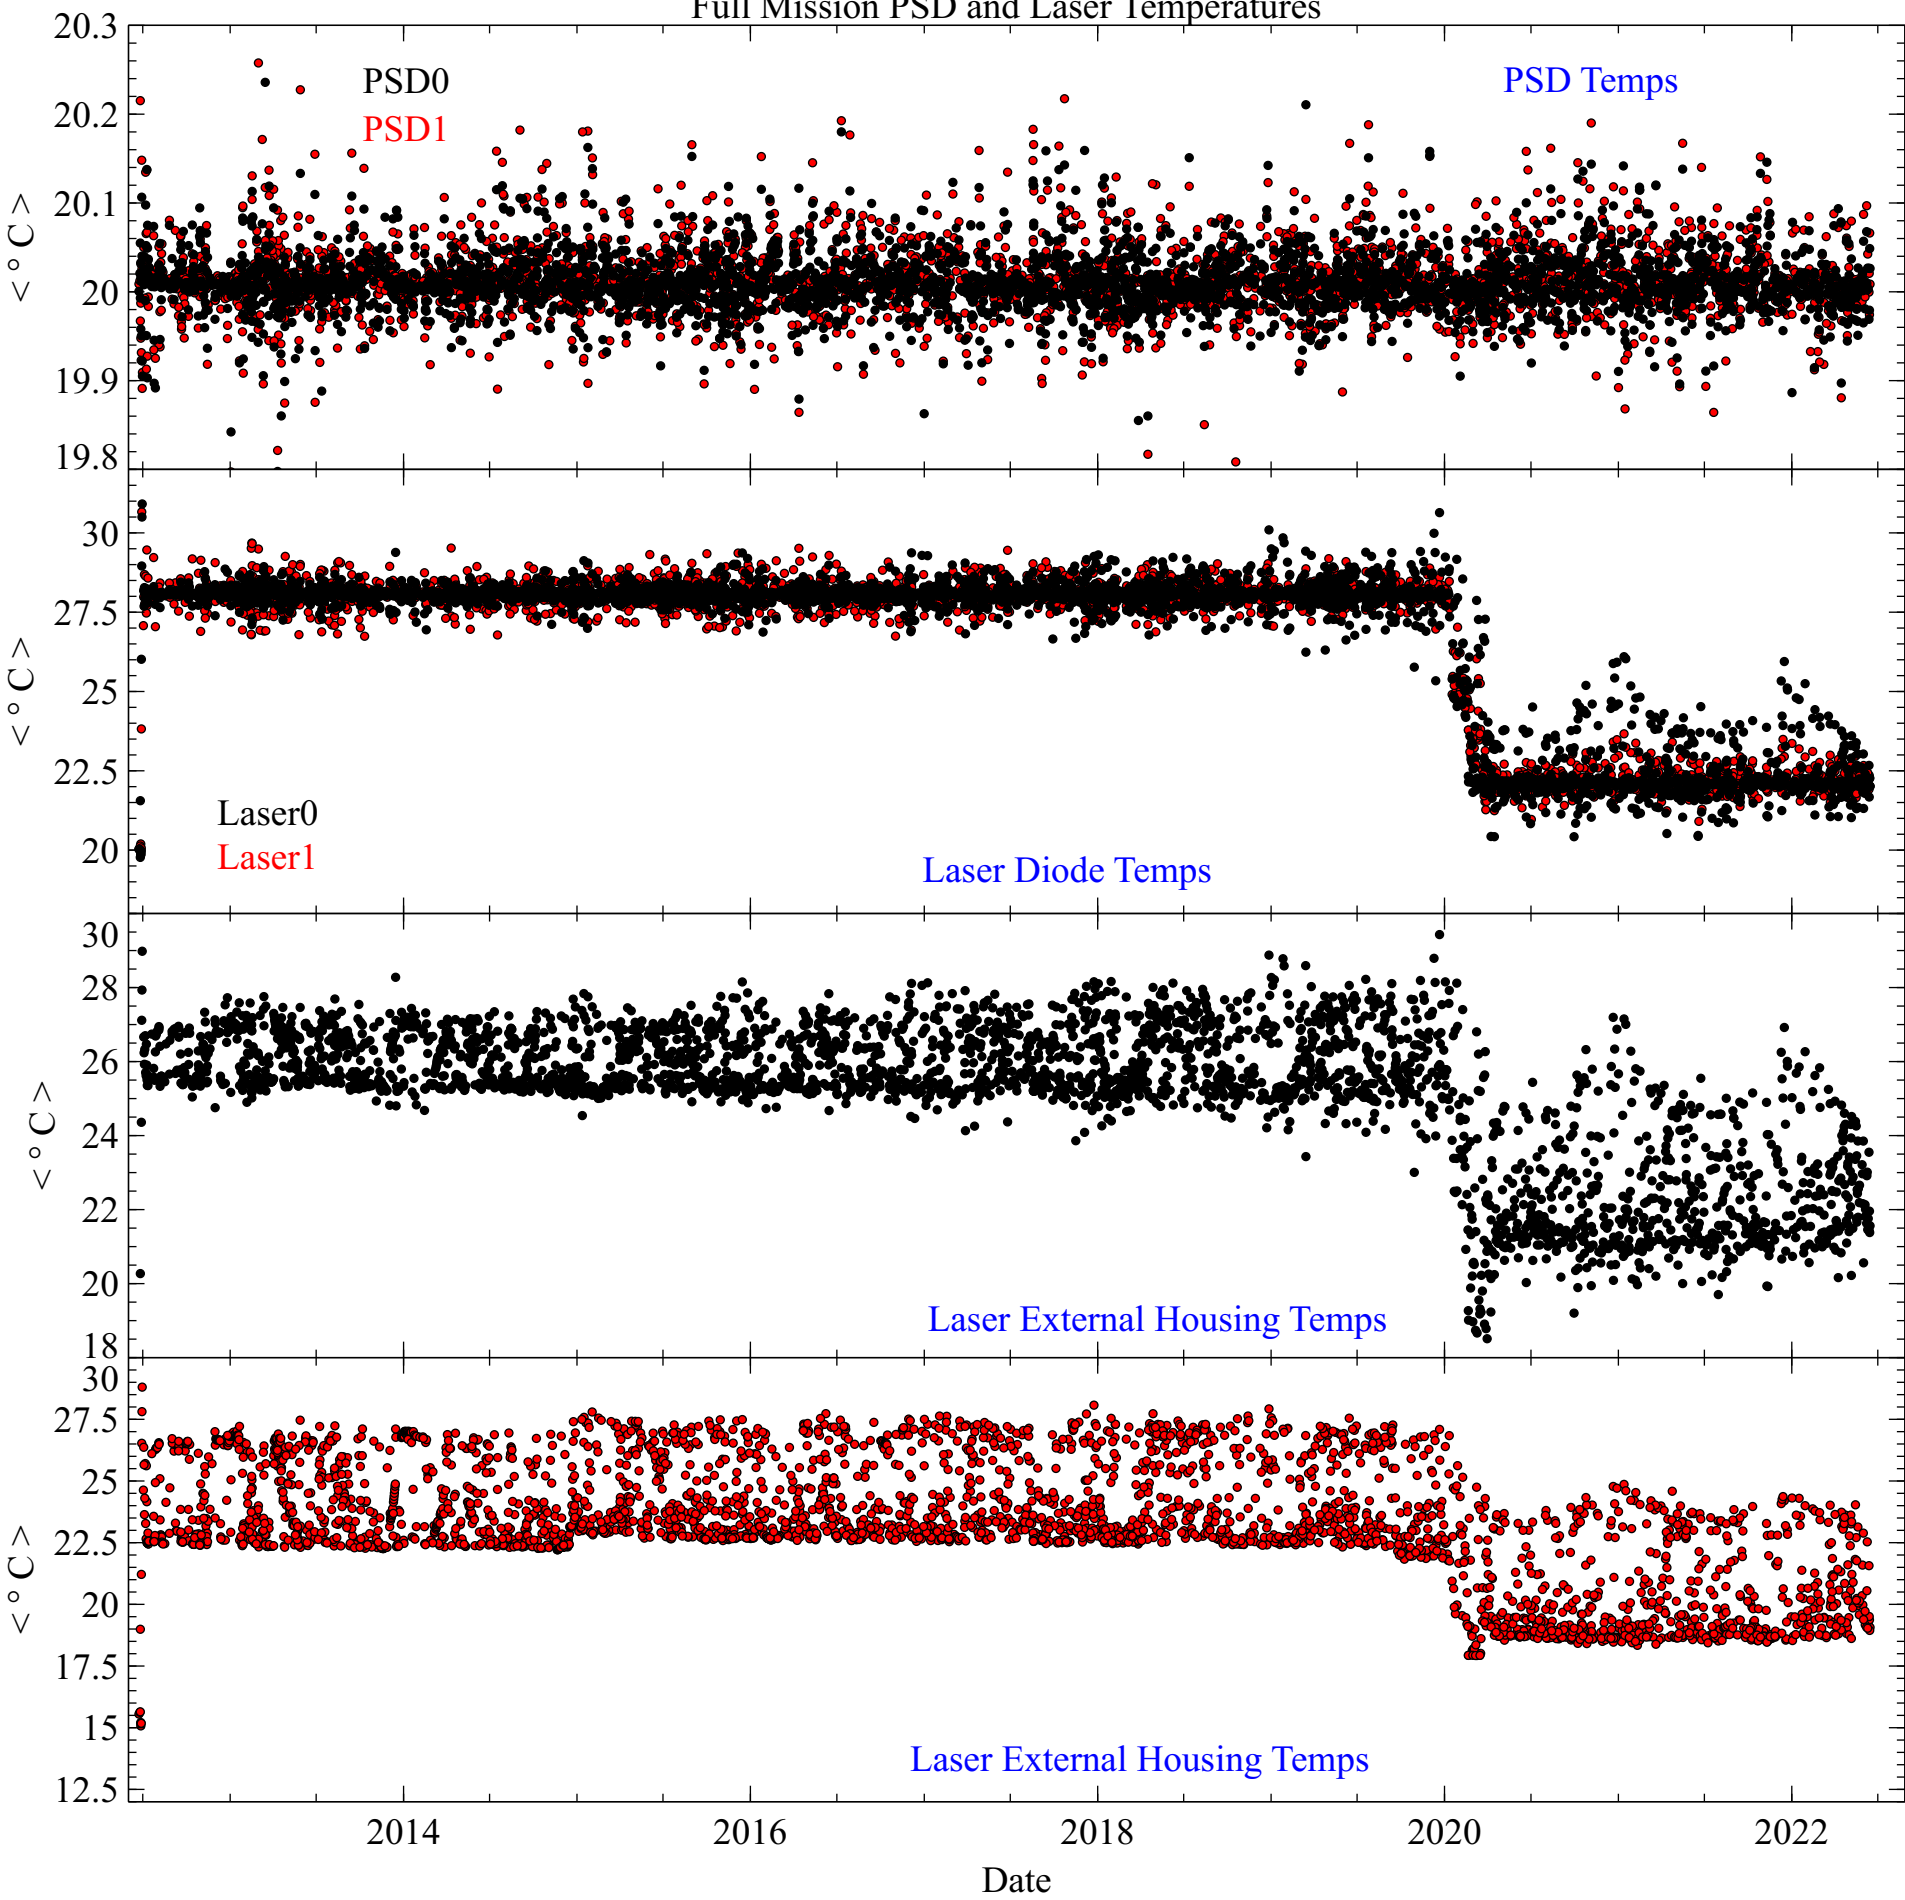 Full Mission PSD and Laser Temperatures
20.3
PSD0
PSD Temps
20.2
PSD1
20.1
< ° C >
20
19.9
19.8
30
27.5
< ° C >
25
22.5
Laser0
20
Laser1
Laser Diode Temps
30
28
26
< ° C >
24
22
20
Laser External Housing Temps
18
30
27.5
25
22.5
< ° C >
20
17.5
15
Laser External Housing Temps
12.5
2014 2016 2018 2020 2022
Date